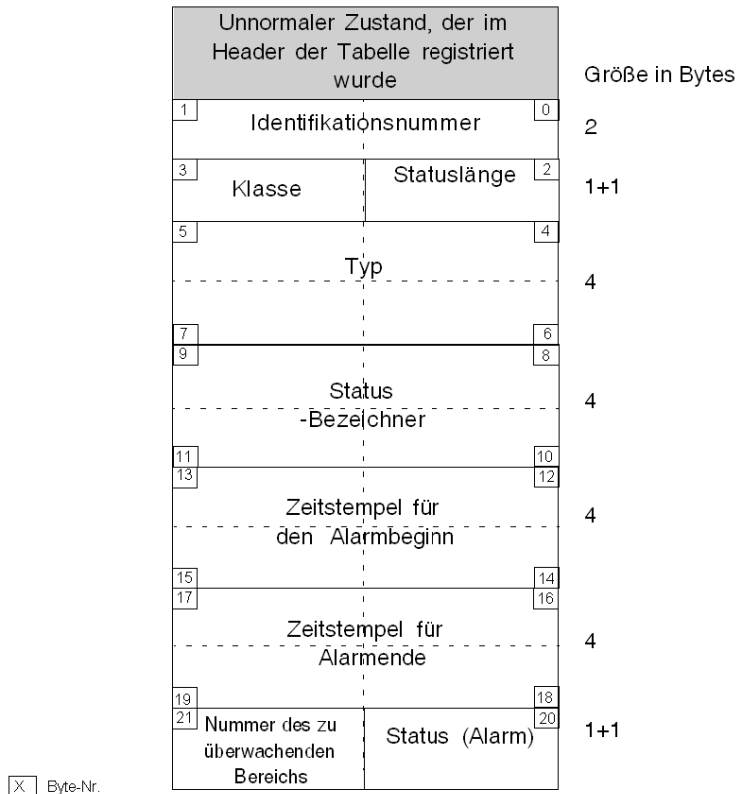 Unnormaler Zustand, der im
Header der Tabelle registriert
wurde
Größe in Bytes
1
0
Identifikationsnummer
2
3
2
Klasse
Statuslänge
1+1
5
4
Typ
4
7
6
9
8
Status
-Bezeichner
4
11
10
13
12
Zeitstempel für
den Alarmbeginn
4
15
14
17
16
Zeitstempel für
Alarmende
4
19
18
21
20
Nummer des zu
überwachenden
Bereichs
Status (Alarm)
1+1
X Byte-Nr.